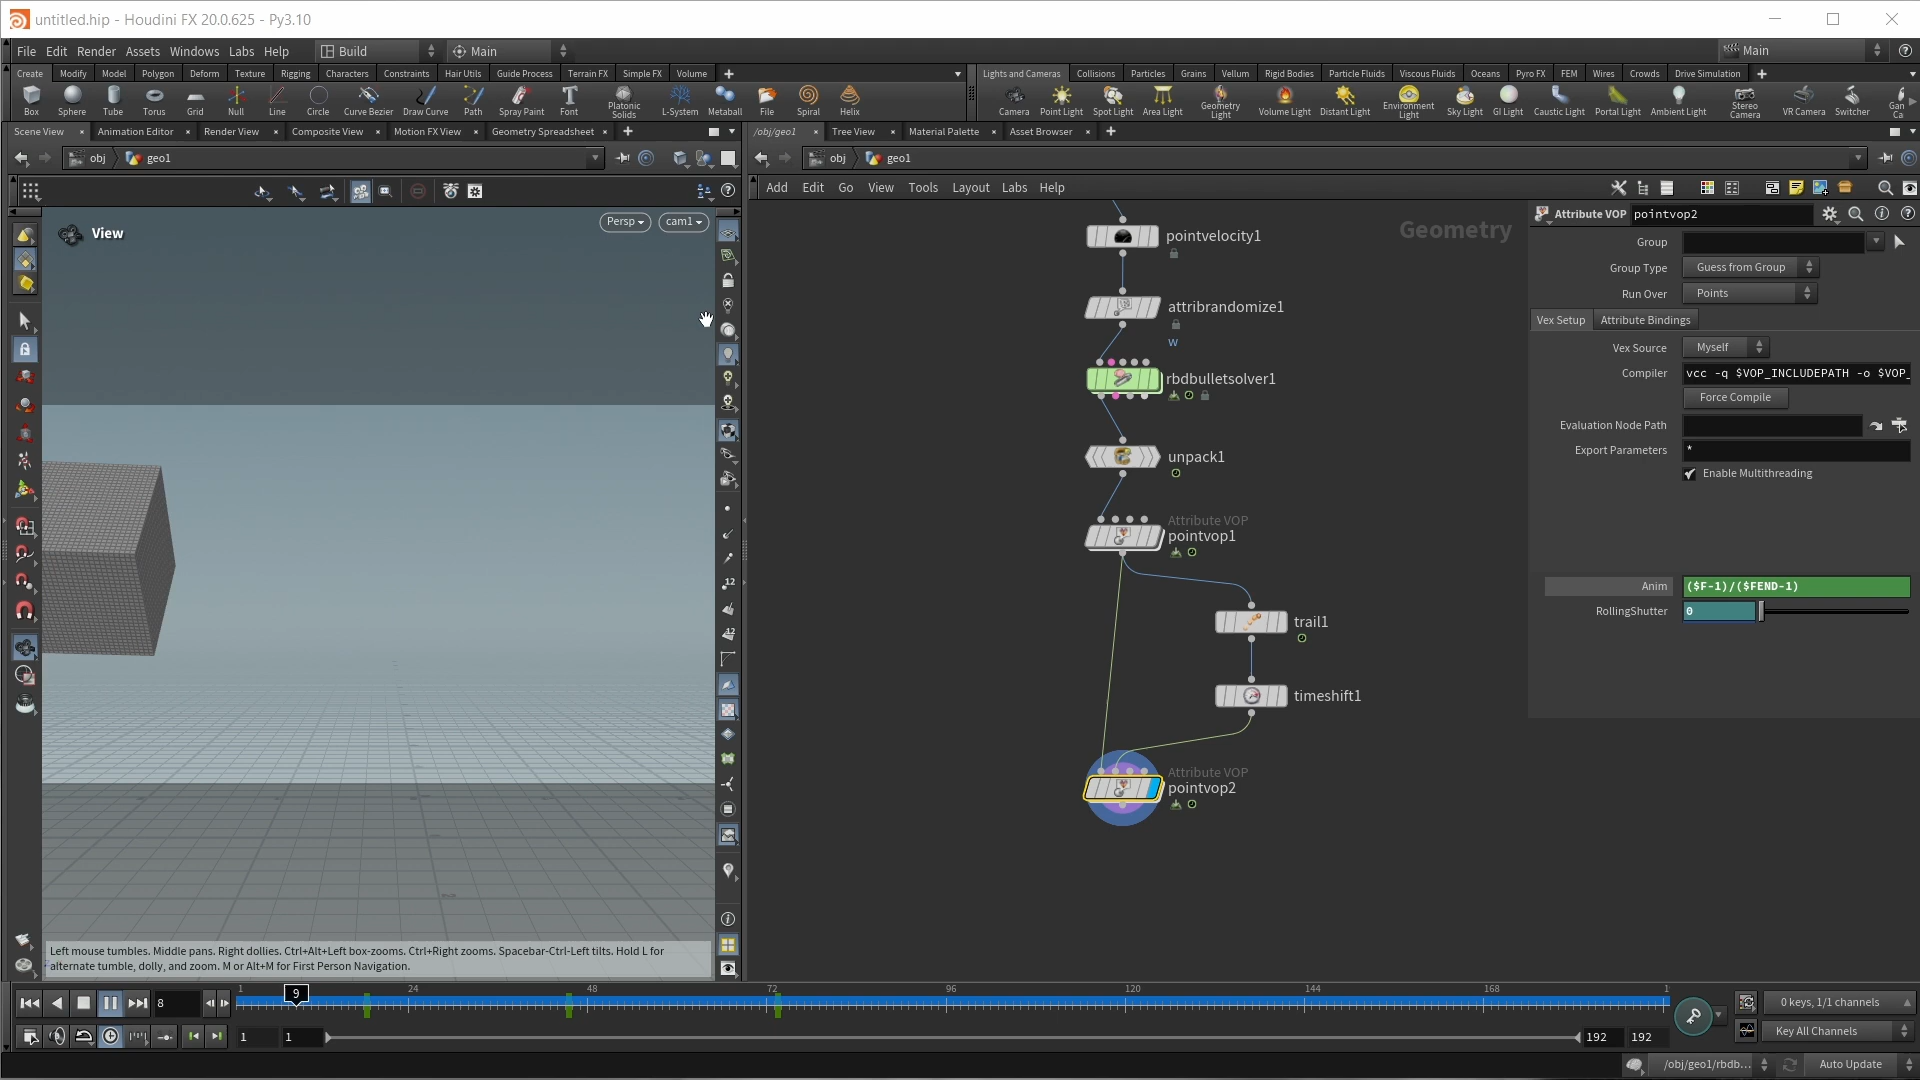 untitled.hip - Houdini FX 20.0.625 - Py3.10
File Edit Render Assets Windows Labs Help Build Main Main
Create Modify Model Polygon Deform Texture Rigging Characters Constraints Hair Utils Guide Process Terrain FX Simple FX Volume
Lights and Cameras Collisions Particles Grains Vellum Rigid Bodies Particle Fluids Viscous Fluids Oceans Pyro FX FEM Wires Crowds Drive Simulation
Box Sphere Tube Torus Grid Null Line Circle Curve Bezier Draw Curve Path Spray Paint Font Platonic Solids L-System Metaball File Spiral Helix
Camera Point Light Spot Light Area Light Geometry Light Volume Light Distant Light Environment Light Sky Light GI Light Caustic Light Portal Light Ambient Light Stereo Camera VR Camera Switcher Gan Ca
Scene View Animation Editor Render View Composite View Motion FX View Geometry Spreadsheet
/obj/geo1 Tree View Material Palette Asset Browser
obj geo1
obj geo1
Add Edit Go View Tools Layout Labs Help
View
Persp cam1
Geometry
pointvelocity1
attribrandomize1
w
rbdbulletsolver1
unpack1
Attribute VOP
pointvop1
trail1
timeshift1
Attribute VOP
pointvop2
Attribute VOP pointvop2
Group
Group Type Guess from Group
Run Over Points
Vex Setup Attribute Bindings
Vex Source Myself
Compiler vcc -q $VOP_INCLUDEPATH -o $VOP_
Force Compile
Evaluation Node Path
Export Parameters *
Enable Multithreading
Anim ($F-1)/($FEND-1)
RollingShutter 0
12
12
Left mouse tumbles. Middle pans. Right dollies. Ctrl+Alt+Left box-zooms. Ctrl+Right zooms. Spacebar-Ctrl-Left tilts. Hold L for
alternate tumble, dolly, and zoom. M or Alt+M for First Person Navigation.
8
1 9 24 48 72 96 120 144 168 1
0 keys, 1/1 channels
1 1 192 192
Key All Channels
/obj/geo1/rbdb... Auto Update